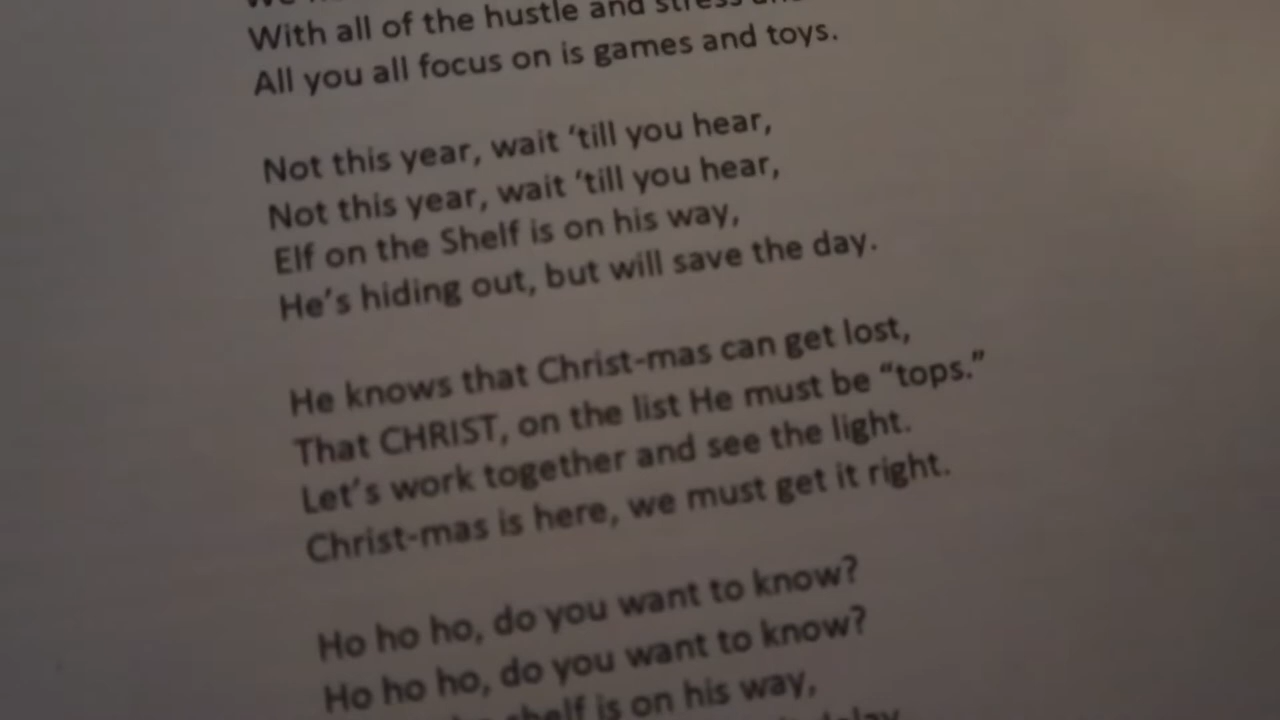 With all of the hustle and stress
All you all focus on is games and toys.
Not this year, wait ‘till you hear,
Not this year, wait ‘till you hear,
Elf on the Shelf is on his way,
He’s hiding out, but will save the day.
He knows that Christ-mas can get lost,
That CHRIST, on the list He must be “tops.”
Let’s work together and see the light.
Christ-mas is here, we must get it right.
Ho ho ho, do you want to know?
Ho ho ho, do you want to know?
shelf is on his way,